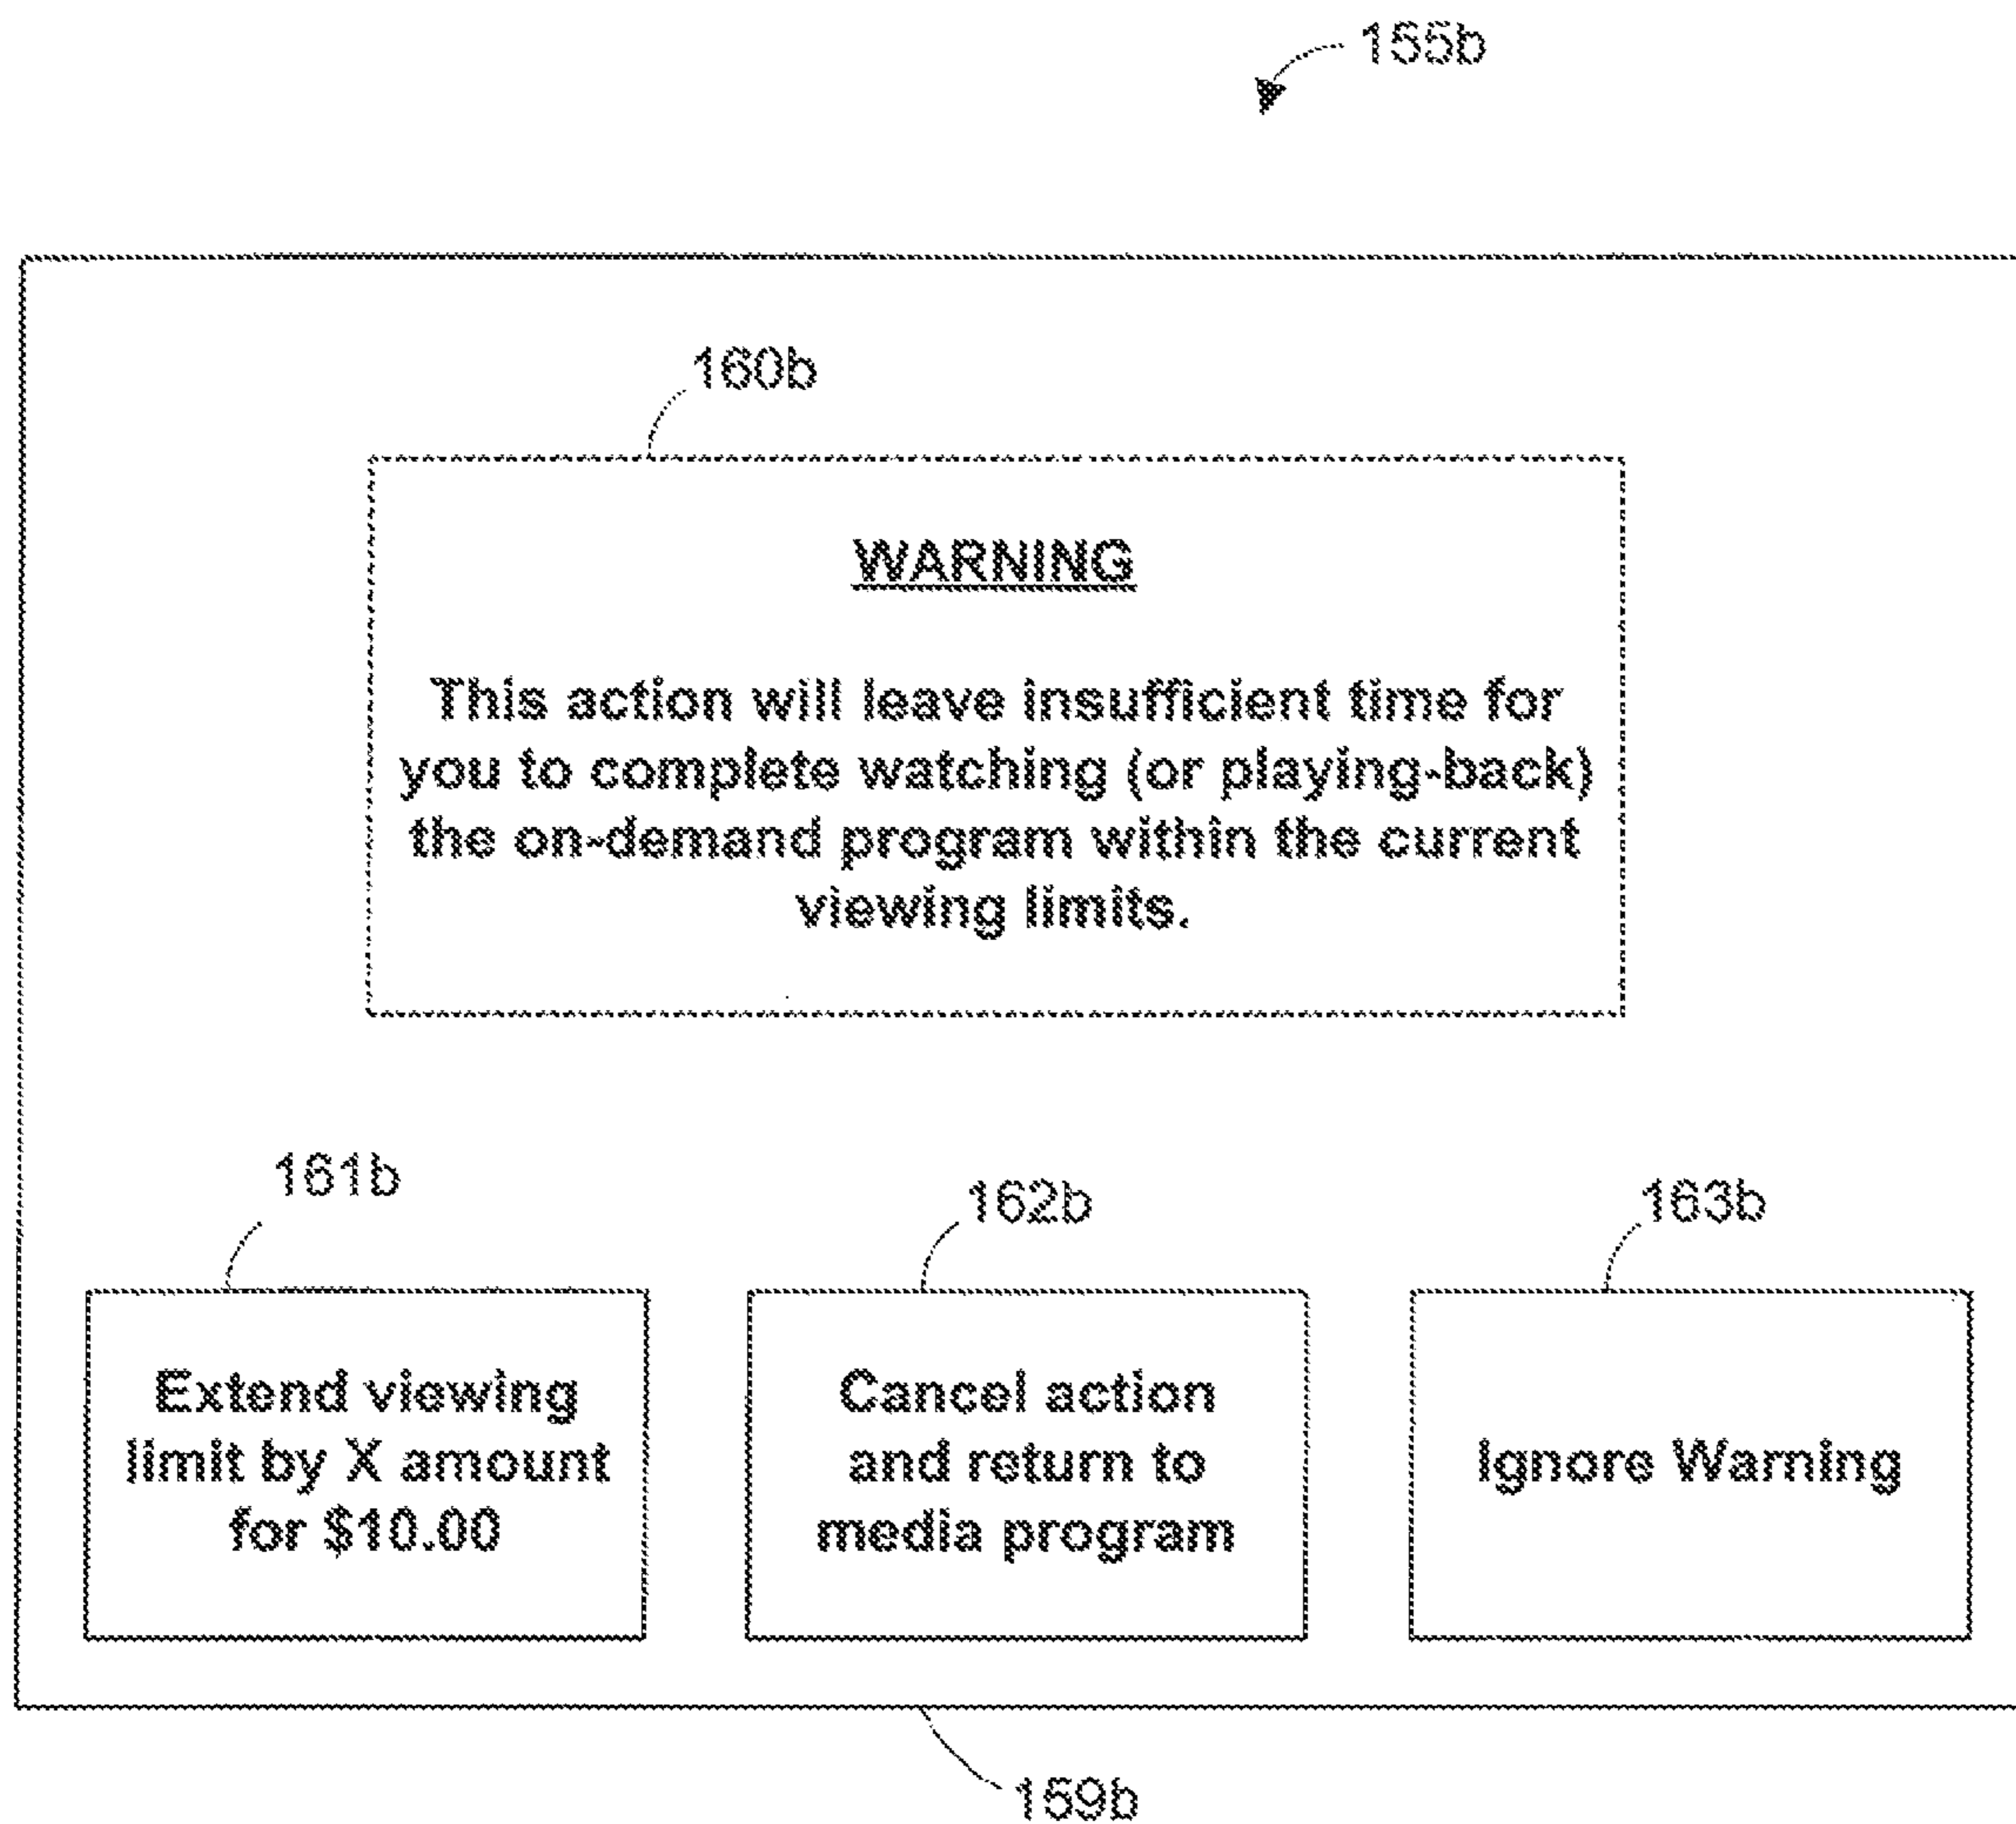 155b
160b
WARNING
This action will leave insufficient time for
you to complete watching (or playing-back)
the on-demand program within the current
viewing limits.
161b
162b
163b
Extend viewing
limit by X amount
for $10.00
Cancel action
and return to
media program
Ignore Warning
159b